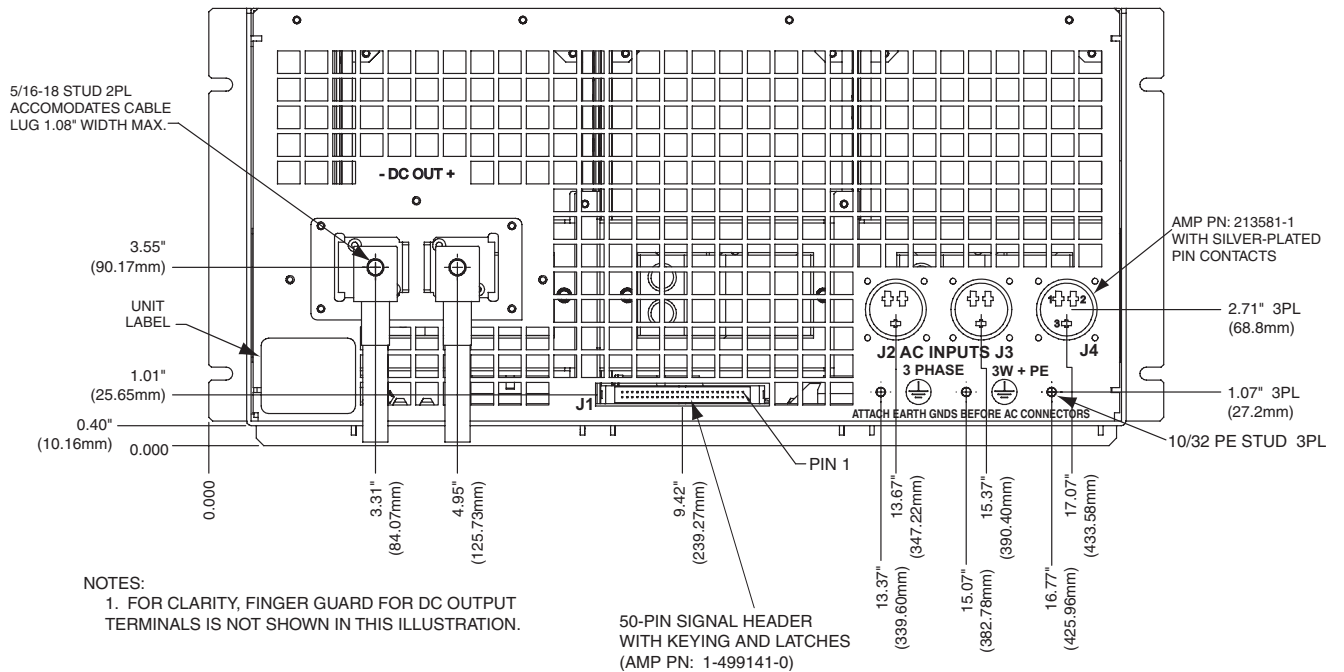 5/16-18 STUD 2PL
ACCOMODATES CABLE
LUG 1.08" WIDTH MAX.
- DC OUT +
3.55"
(90.17mm)
UNIT
LABEL
1.01"
(25.65mm)
0.40"
(10.16mm)
0.000
AMP PN: 213581-1
WITH SILVER-PLATED
PIN CONTACTS
1
2
3
2.71" 3PL
(68.8mm)
J2 AC INPUTS J3
J4
3 PHASE
3W + PE
1.07" 3PL
(27.2mm)
J1
ATTACH EARTH GNDS BEFORE AC CONNECTORS
10/32 PE STUD 3PL
PIN 1
0.000
3.31"
(84.07mm)
4.95"
(125.73mm)
9.42"
(239.27mm)
13.67"
(347.22mm)
15.37"
(390.40mm)
17.07"
(433.58mm)
13.37"
(339.60mm)
15.07"
(382.78mm)
16.77"
(425.96mm)
NOTES:
1. FOR CLARITY, FINGER GUARD FOR DC OUTPUT
TERMINALS IS NOT SHOWN IN THIS ILLUSTRATION.
50-PIN SIGNAL HEADER
WITH KEYING AND LATCHES
(AMP PN: 1-499141-0)